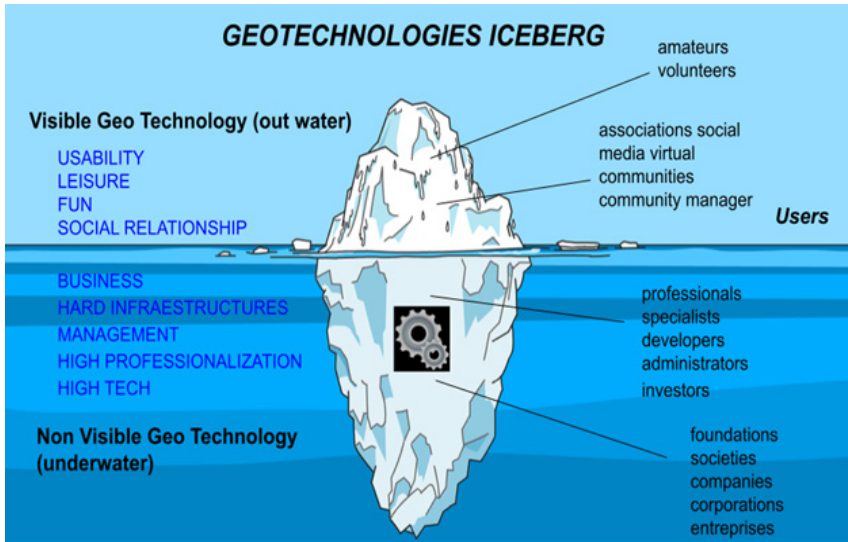 GEOTECHNOLOGIES ICEBERG
amateurs
volunteers
Visible Geo Technology (out water)
USABILITY
LEISURE
FUN
SOCIAL RELATIONSHIP
associations social
media virtual
communities
community manager
Users
BUSINESS
HARD INFRAESTRUCTURES
MANAGEMENT
HIGH PROFESSIONALIZATION
HIGH TECH
professionals
specialists
developers
administrators
investors
Non Visible Geo Technology
(underwater)
foundations
societies
companies
corporations
entreprises